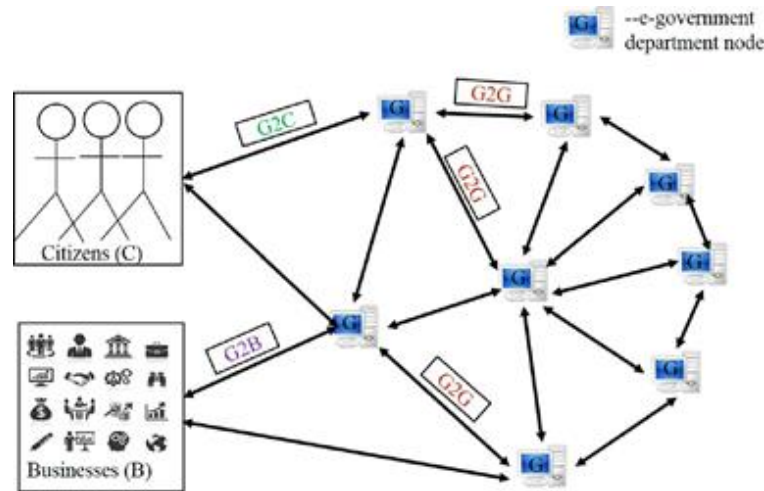 --e-government
department node
G
G2C
G
G2G
G
G2G
G
Citizens (C)
G
G
G
G2B
G2G
G
Businesses (B)
G